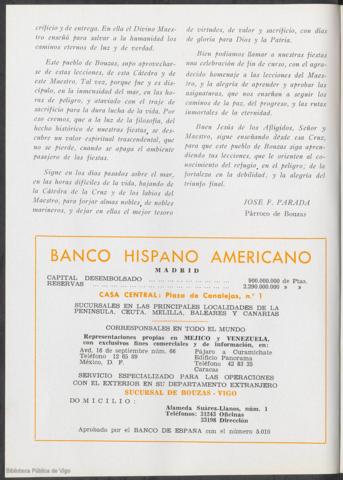 crificio y de entrega. En ella el Divino Maes-
tro enseñó para salvar a la humanidad los
caminos eternos de luz y de verdad.
Este pueblo de Bouzas, supo aprovechar-
se de estas lecciones, de esta Cátedra y de
este Maestro. Tal vez, porque fue y es dis-
cípulo, en la inmensidad del mar, en las ho-
ras de peligro, y ataviado con el traje de
sacrificio para la dura lucha de la vida. Por
eso cremos, que a la luz de la filosofía, del
hecho histórico de nuestras fiestas, se des-
cubre un valor espiritual trascendental, que
no se pierde, cuando se apaga el ambiente
pasajero de las fiestas.
Sigue en los días pasados sobre el mar,
en las horas difíciles de la vida, bajando de
la Cátedra de la Cruz y de los labios del
Maestro, para forjar almas nobles, de nobles
marineros, y dejar en ellas el mejor tesoro
de virtudes, de valor y sacrificio, con días
de gloria para Dios y la Patria.
Bien podíamos llamar a nuestras fiestas
una celebración de fin de curso, con el agra-
decido homenaje a las lecciones del Maes-
tro, y la alegría de aprender y aprobar las
asignaturas, que nos enseñan a seguir los
caminos de la paz, del progreso, y las rutas
inmortales de la eternidad.
Buen Jesús de los Afligidos, Señor y
Maestro, sigue enseñando desde esa Cruz,
para que este pueblo de Bouzas siga apren-
diendo tus lecciones, que le orienten al co-
nocimiento del refugio, en el peligro; de la
fortaleza en la debilidad; y la alegría del
triunfo final.
JOSE F. PARADA
Párroco de Bouzas
BANCO HISPANO AMERICANO
MADRID
CAPITAL DESEMBOLSADO ... ... ... ... ... 900.000.000 de Ptas.
RESERVAS ... ... ... ... ... 2.290.000.000 » »
CASA CENTRAL: Plaza de Canalejas, n.º 1
SUCURSALES EN LAS PRINCIPALES LOCALIDADES DE LA
PENINSULA, CEUTA, MELILLA, BALEARES Y CANARIAS
CORRESPONSALES EN TODO EL MUNDO
Representaciones propias en MEJICO y VENEZUELA,
con exclusivos fines comerciales y de información, en:
Avd. 16 de septiembre núm. 66
Teléfono 12 65 89
México, D. F.
Pájaro a Curamichate
Edificio Panorama
Teléfono 42 83 35
Caracas
SERVICIO ESPECIALIZADO PARA LAS OPERACIONES
CON EL EXTERIOR EN SU DEPARTAMENTO EXTRANJERO
SUCURSAL DE BOUZAS - VIGO
DOMICILIO:
Alameda Suárez-Llanos, núm. 1
Teléfonos: 31243 Oficinas
33198 Dirección
Aprobado por el BANCO DE ESPAÑA con el número 5.010
Biblioteca Pública de Vigo